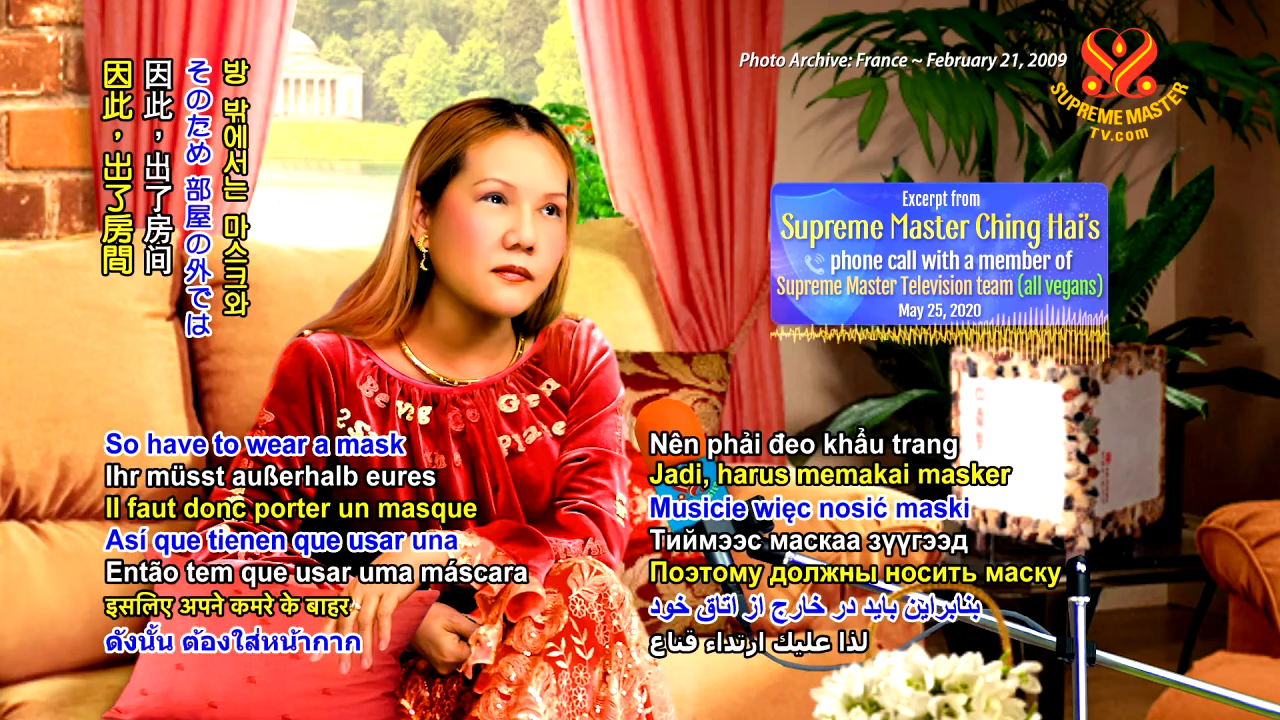 Photo Archive: France ~ February 21, 2009
SUPREME MASTER
TV.com
방 밖에서는 마스크와
そのため 部屋の外では
因此，出了房间
因此，出了房間
Excerpt from
Supreme Master Ching Hai's
phone call with a member of
Supreme Master Television team (all vegans)
May 25, 2020
So have to wear a mask
Ihr müsst außerhalb eures
Il faut donc porter un masque
Así que tienen que usar una
Então tem que usar uma máscara
इसलिए अपने कमरे के बाहर
ดังนั้น ต้องใส่หน้ากาก
Nên phải đeo khẩu trang
Jadi, harus memakai masker
Musicie więc nosić maski
Тиймээс маскаа зүүгээд
Поэтому должны носить маску
بنابراین باید در خارج از اتاق خود
لذا عليك ارتداء قناع